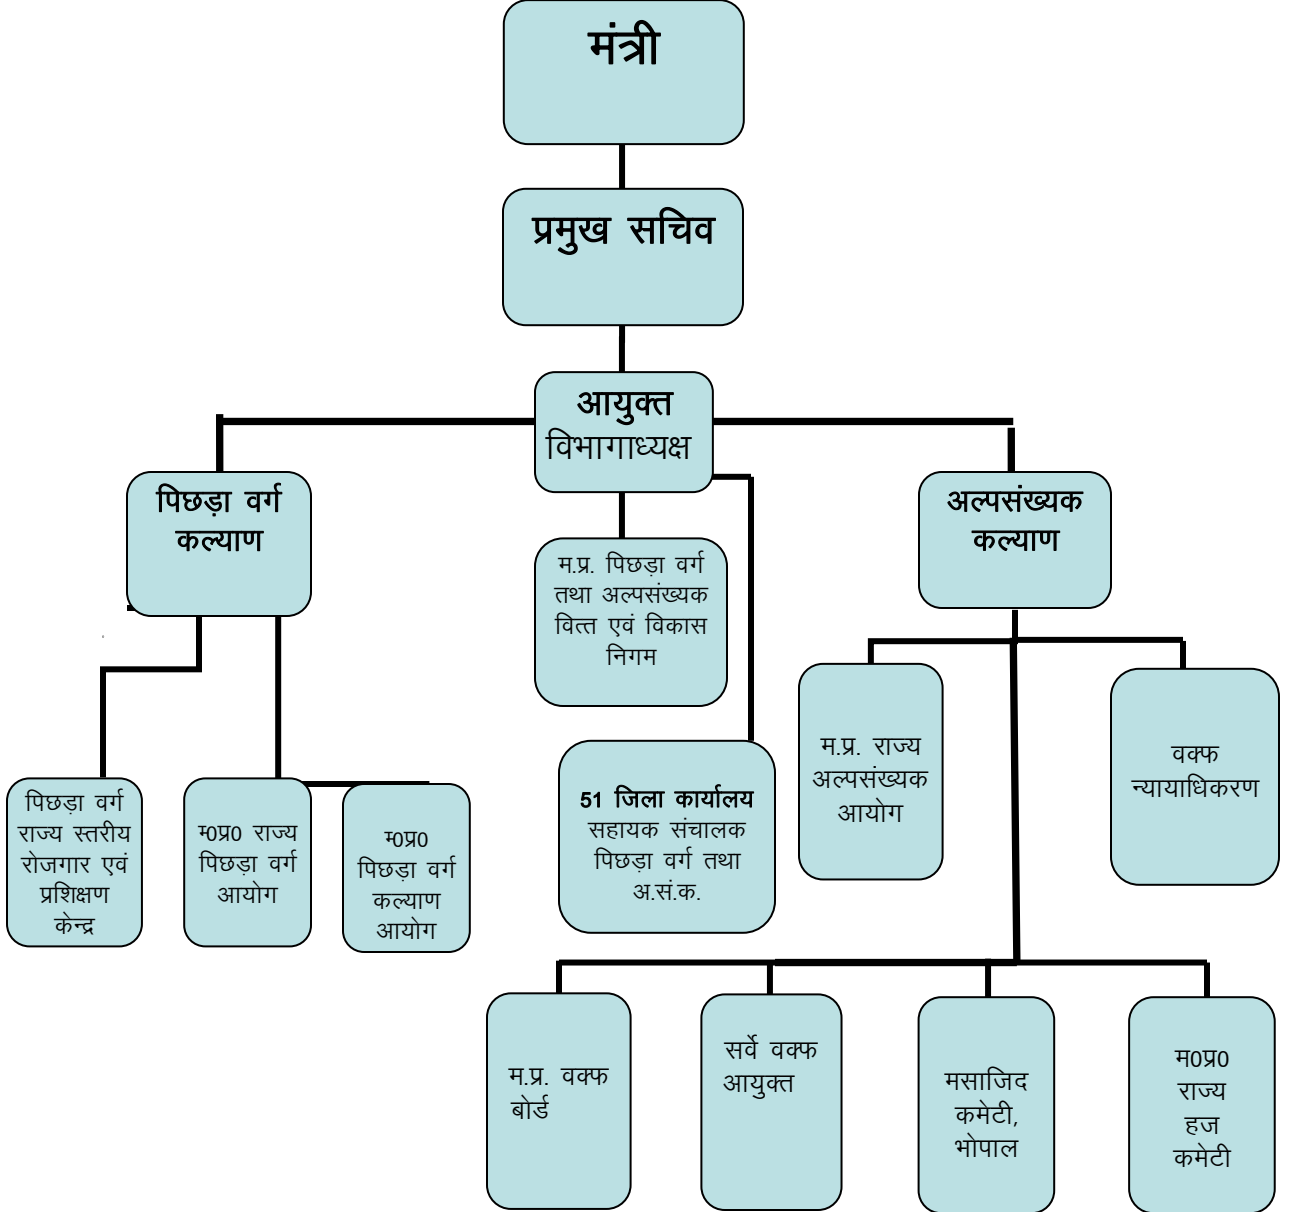 मंत्री
प्रमुख सचिव
आयुक्त
विभागाध्यक्ष
पिछड़ा वर्ग
कल्याण
अल्पसंख्यक
कल्याण
म.प्र. पिछड़ा वर्ग
तथा अल्पसंख्यक
वित्त एवं विकास
निगम
म.प्र. राज्य
अल्पसंख्यक
आयोग
वक्फ
न्यायाधिकरण
पिछड़ा वर्ग
राज्य स्तरीय
रोजगार एवं
प्रशिक्षण
केन्द्र
म0प्र0 राज्य
पिछड़ा वर्ग
आयोग
म0प्र0
पिछड़ा वर्ग
कल्याण
आयोग
51 जिला कार्यालय
सहायक संचालक
पिछड़ा वर्ग तथा
अ.सं.क.
म.प्र. वक्फ
बोर्ड
सर्वे वक्फ
आयुक्त
मसाजिद
कमेटी,
भोपाल
म0प्र0
राज्य
हज
कमेटी